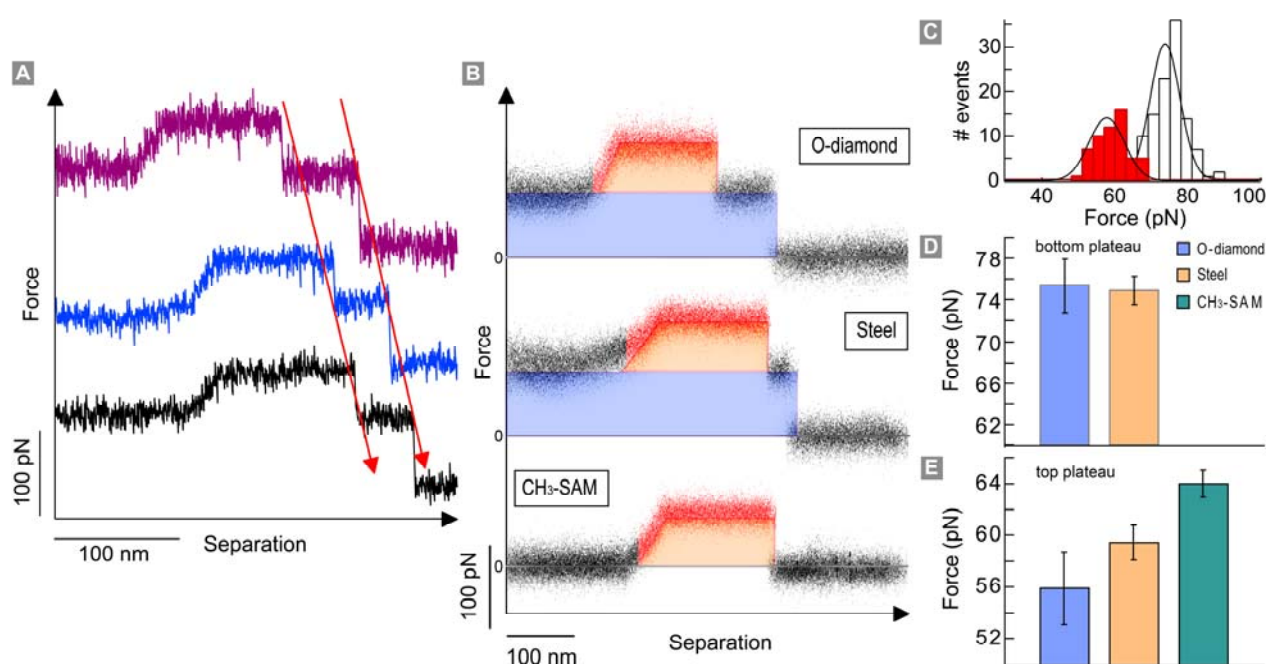 A
Force
100 pN
100 nm
Separation
B
O-diamond
Steel
CH₃-SAM
Force
0
0
0
100 pN
100 nm
Separation
C
# events
30
20
10
0
40
60
80
100
Force (pN)
D
bottom plateau
O-diamond
Steel
CH₃-SAM
Force (pN)
78
74
70
66
62
E
top plateau
Force (pN)
64
60
56
52